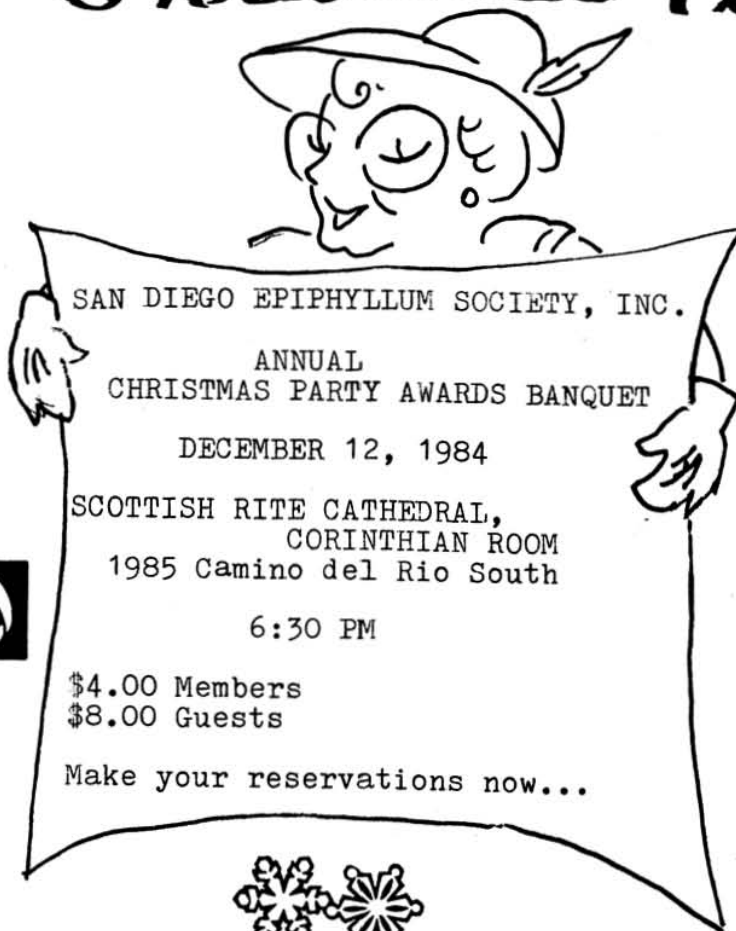 SAN DIEGO EPIPHYLLUM SOCIETY, INC.
ANNUAL
CHRISTMAS PARTY AWARDS BANQUET
DECEMBER 12, 1984
SCOTTISH RITE CATHEDRAL,
CORINTHIAN ROOM
1985 Camino del Rio South
6:30 PM
$4.00 Members
$8.00 Guests
Make your reservations now...